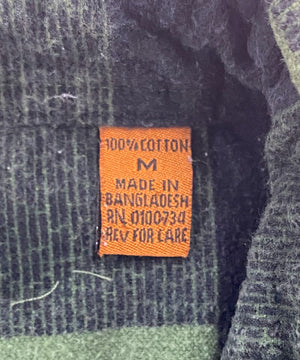 100% COTTON
M
MADE IN
BANGLADESH
RN 0100734
REV FOR CARE